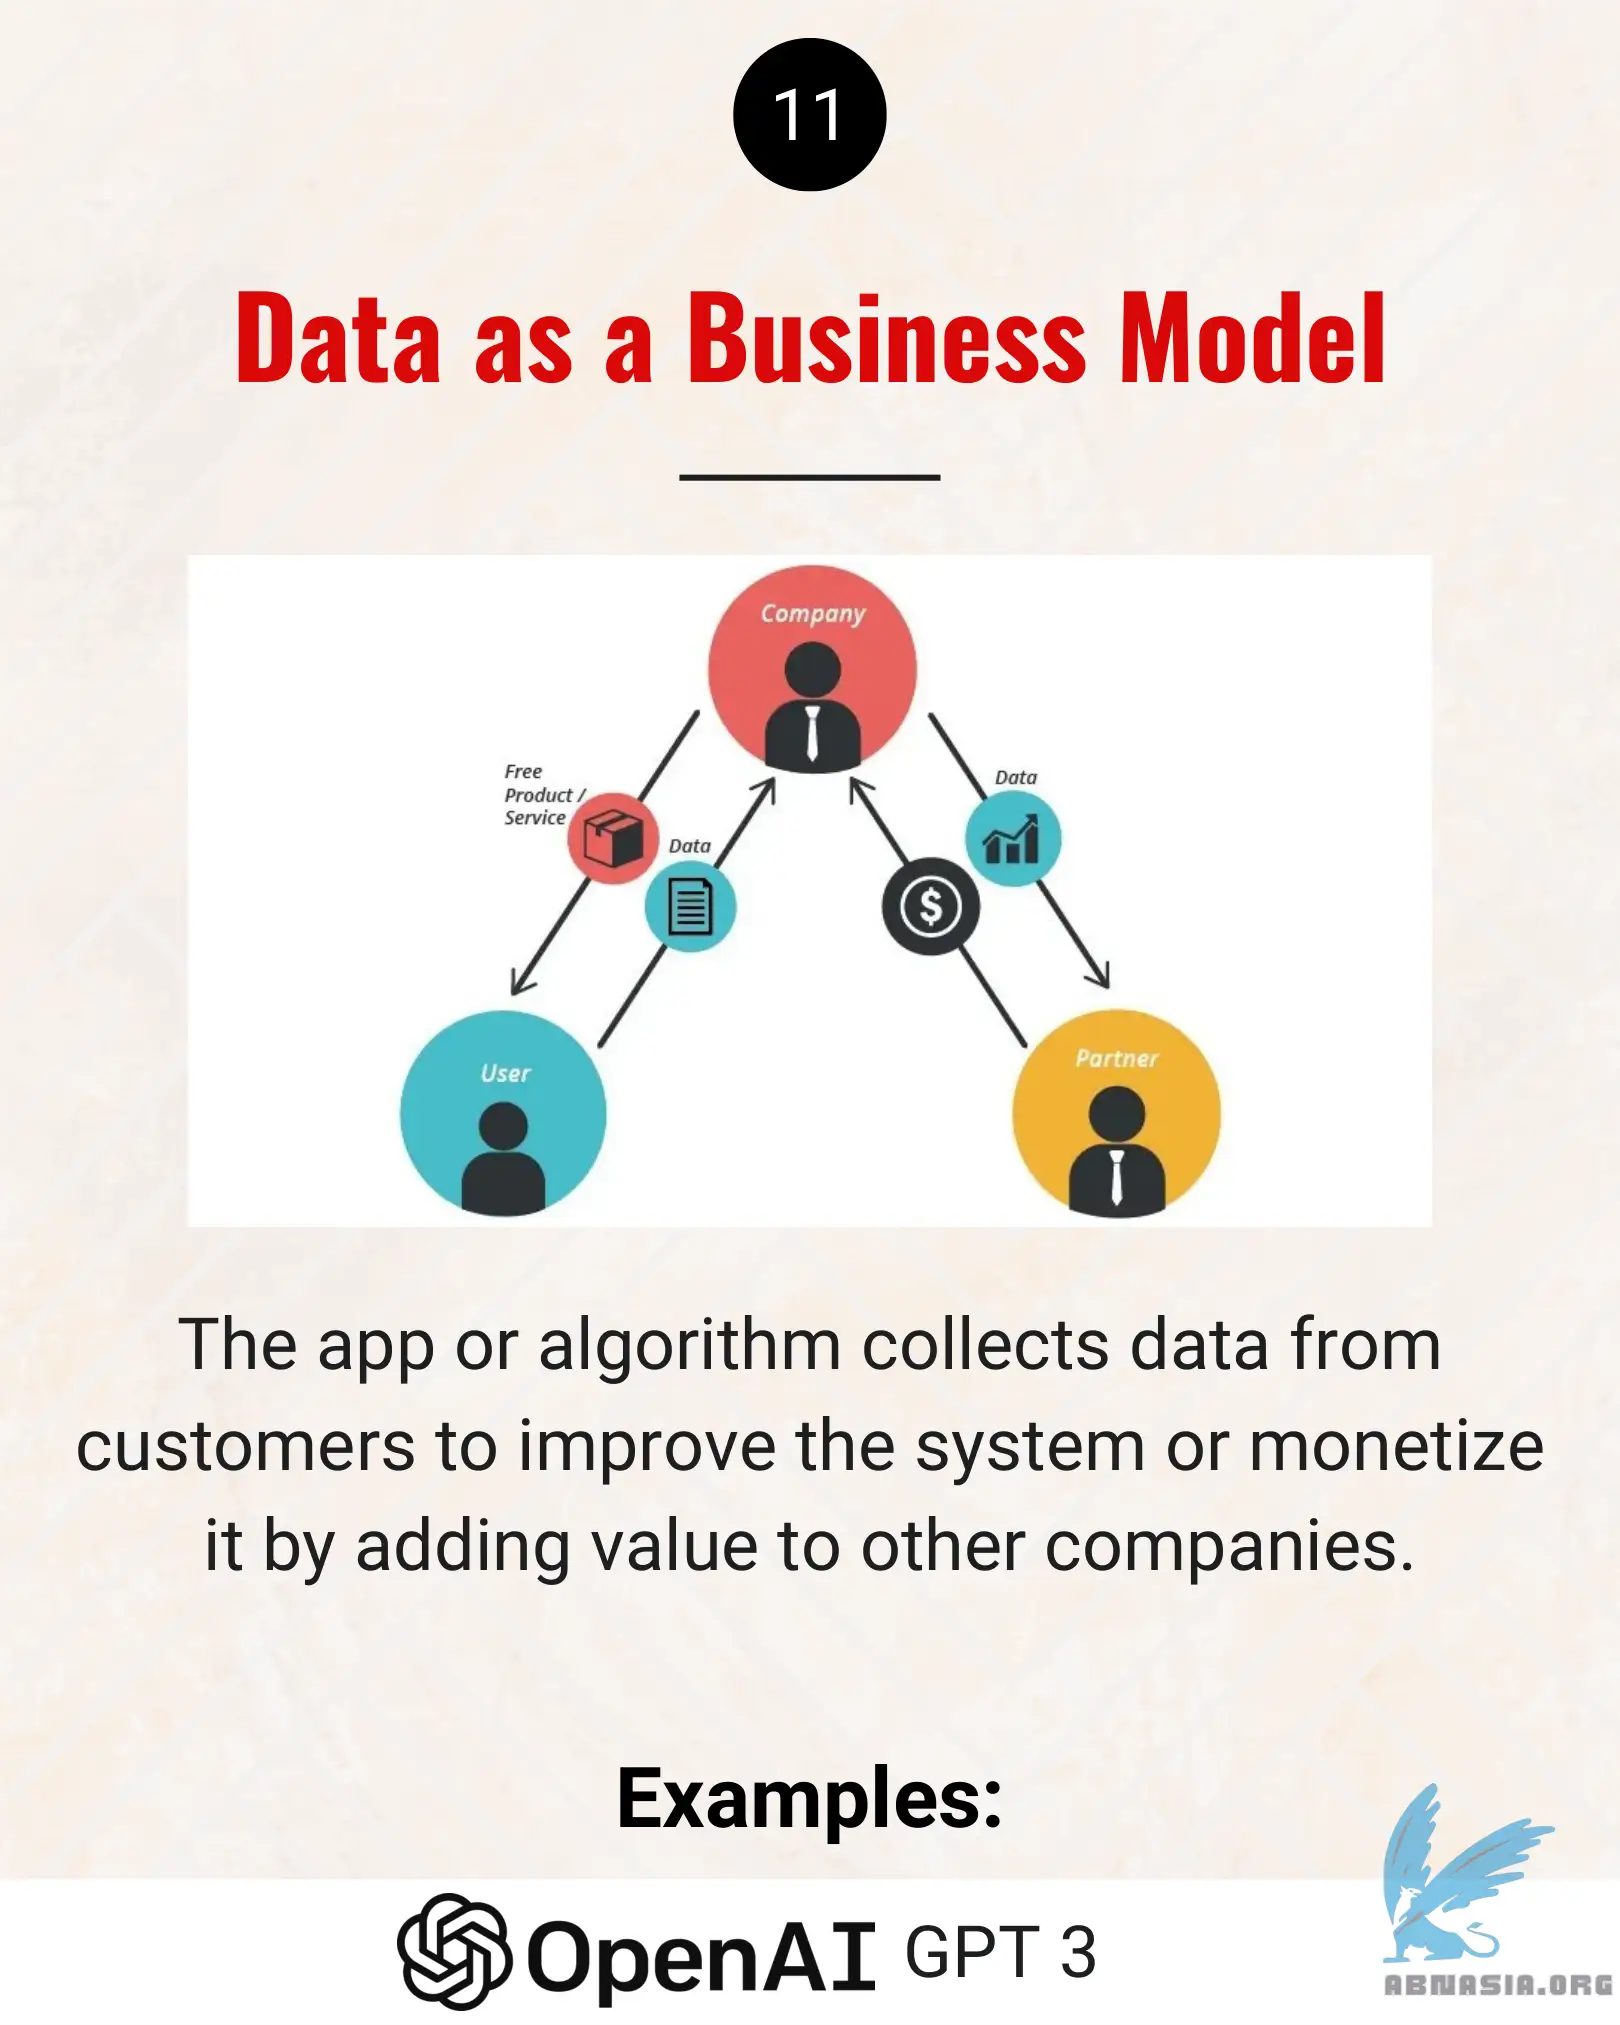 11
Data as a Business Model
Company
Free
Product /
Service
Data
Data
$
User
Partner
The app or algorithm collects data from
customers to improve the system or monetize
it by adding value to other companies.
Examples:
OpenAI GPT 3
ABNASIA.ORG